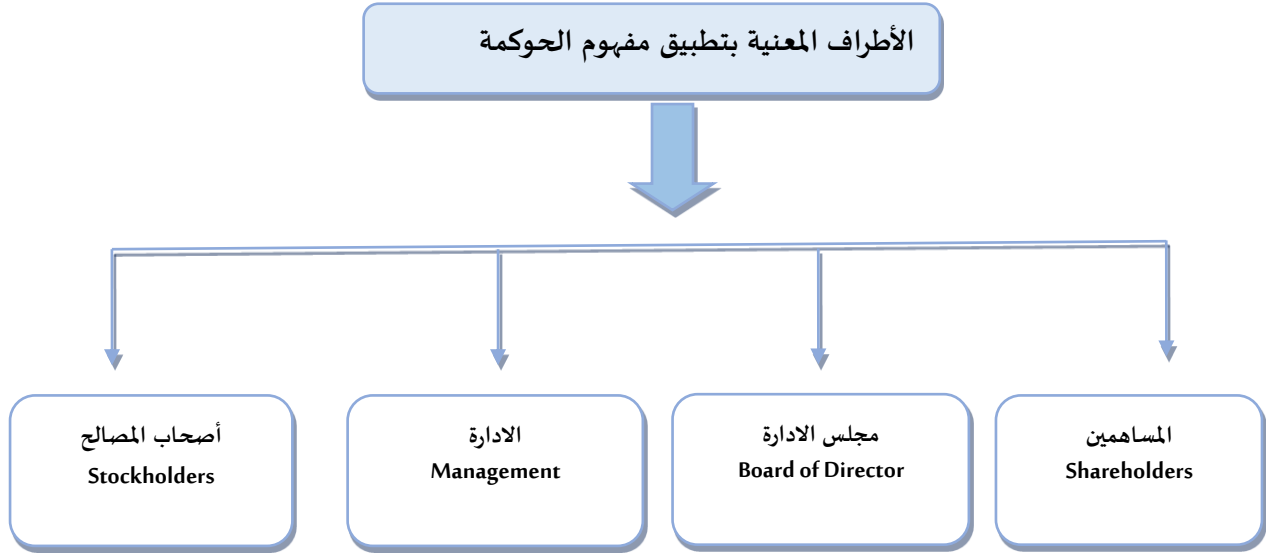 الأطراف المعنية بتطبيق مفهوم الحوكمة
المساهمين
Shareholders
مجلس الادارة
Board of Director
الادارة
Management
أصحاب المصالح
Stockholders